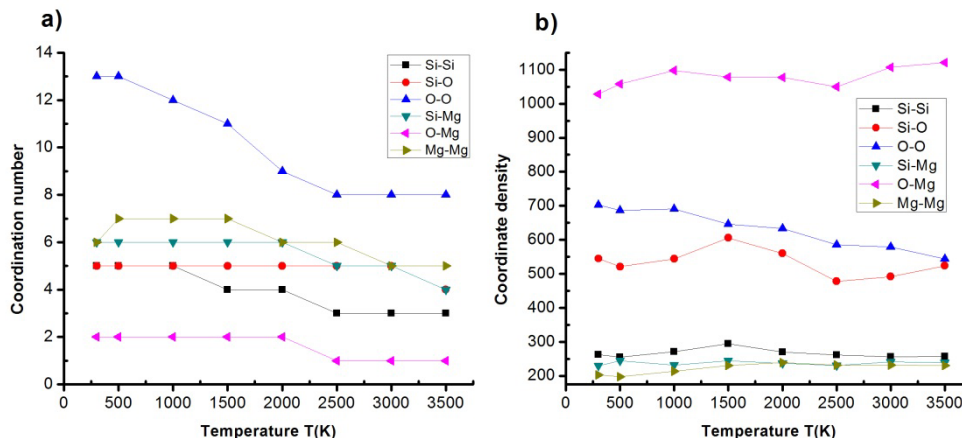 a)
Coordination number
14
12
10
8
6
4
2
0
Si-Si
Si-O
O-O
Si-Mg
O-Mg
Mg-Mg
0 500 1000 1500 2000 2500 3000 3500
Temperature T(K)
b)
Coordinate density
1100
1000
900
800
700
600
500
400
300
200
Si-Si
Si-O
O-O
Si-Mg
O-Mg
Mg-Mg
0 500 1000 1500 2000 2500 3000 3500
Temperature T(K)